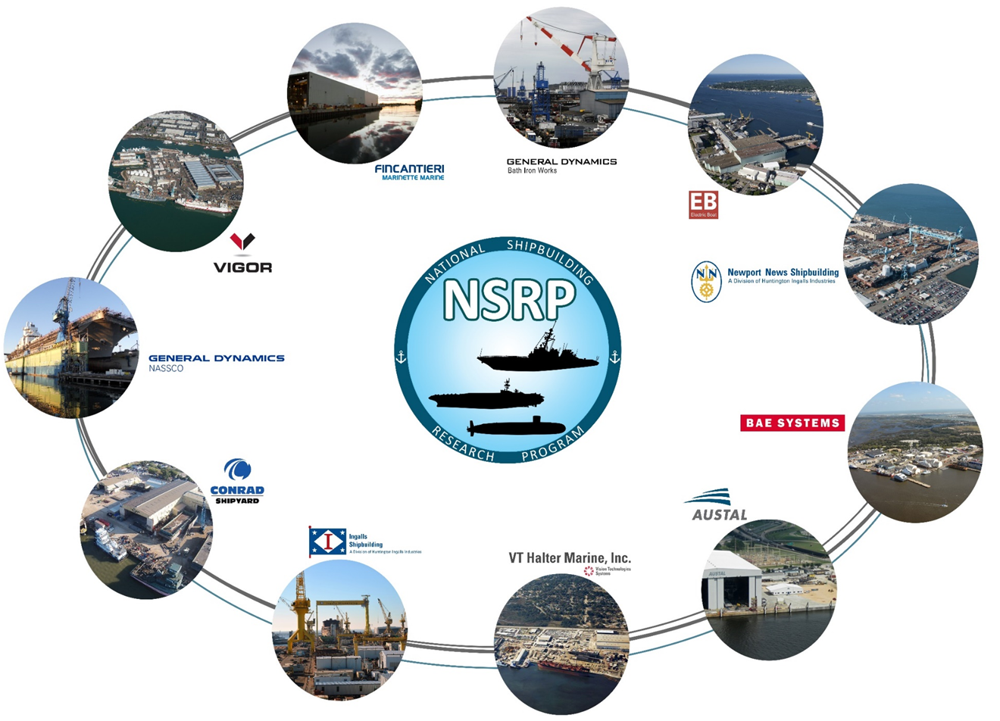 FINCANTIERI
MARINETTE MARINE
GENERAL DYNAMICS
Bath Iron Works
EB
Electric Boat
VIGOR
NATIONAL SHIPBUILDING
NSRP
RESEARCH PROGRAM
NN
Newport News Shipbuilding
A Division of Huntington Ingalls Industries
GENERAL DYNAMICS
NASSCO
BAE SYSTEMS
CONRAD
SHIPYARD
AUSTAL
I
Ingalls
Shipbuilding
A Division of Huntington Ingalls Industries
VT Halter Marine, Inc.
Vision Technologies
Systems
AUSTAL